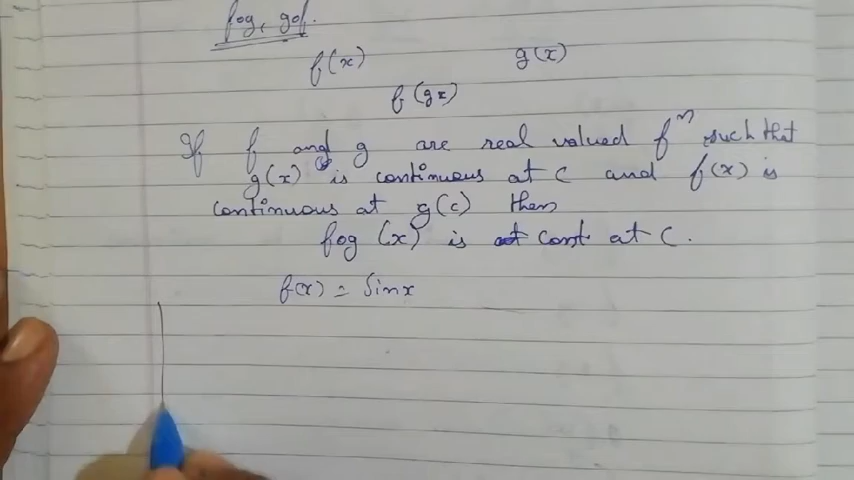 fog, gof.
f(x) g(x)
f(gx)
If f and g are real valued fⁿ such that
g(x) is continuous at c and f(x) is
continuous at g(c) then
fog (x) is cont. at c.
f(x) = Sinx